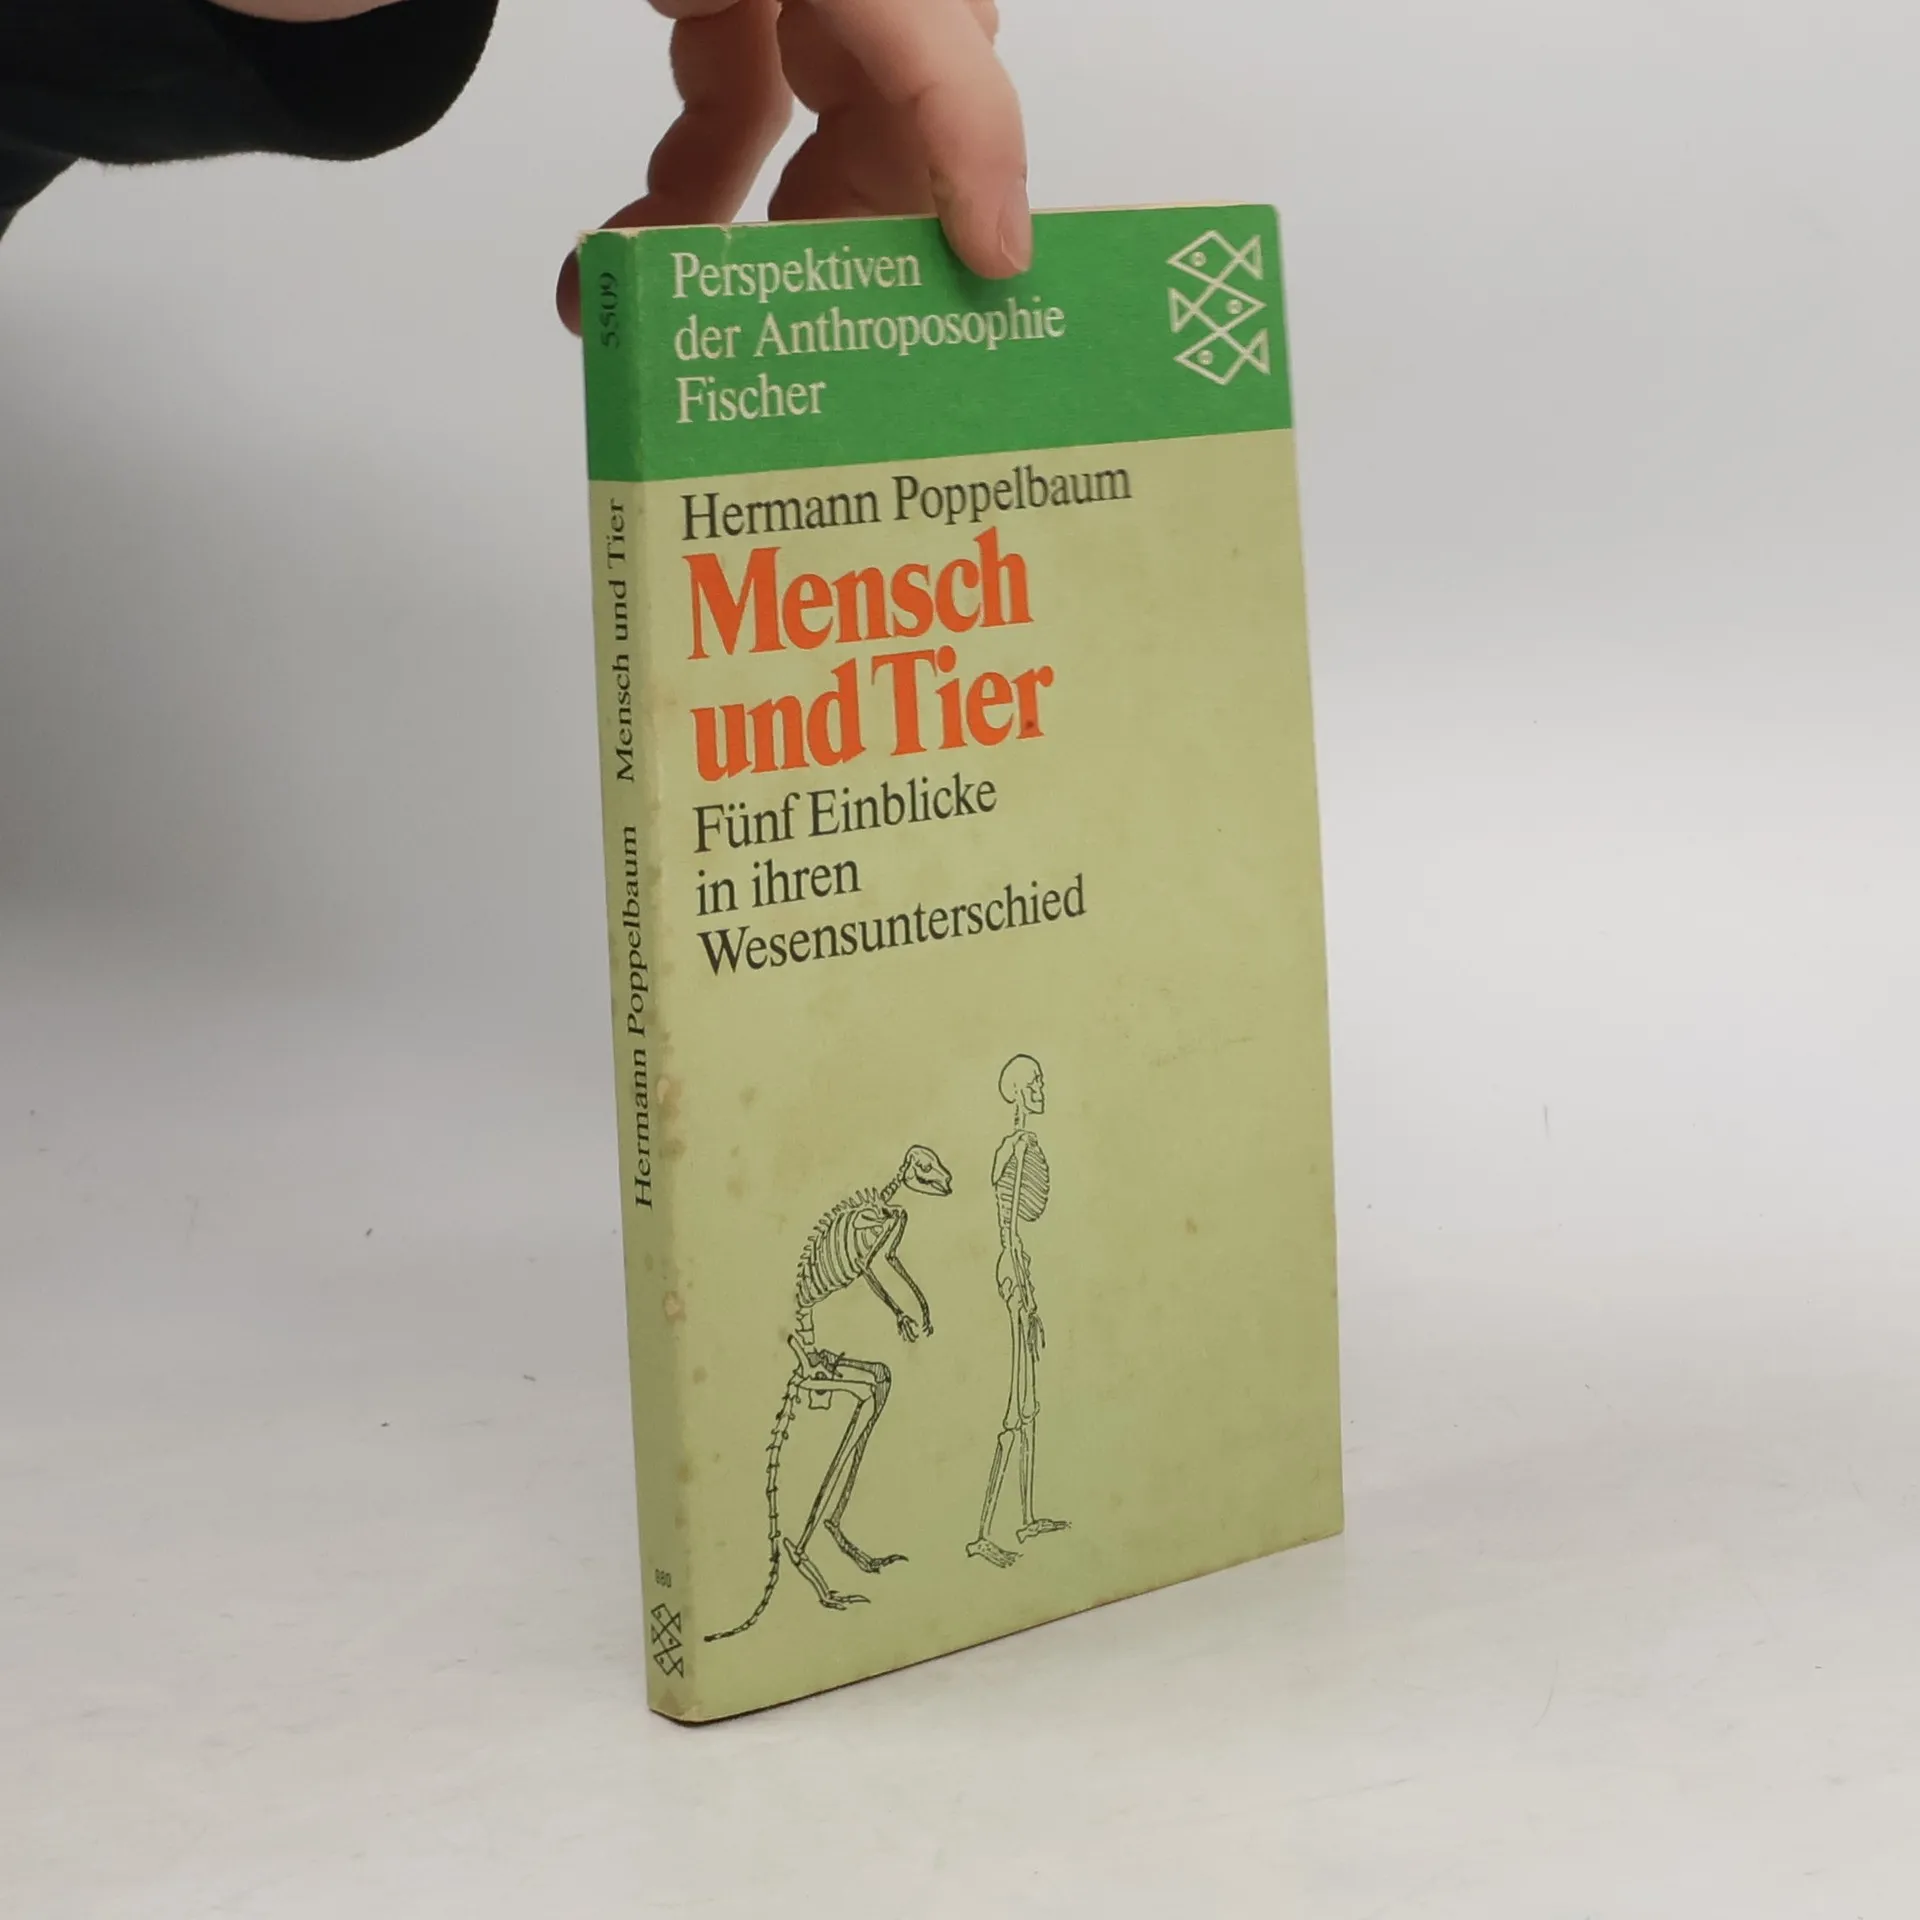 Perspektiven
der Anthroposophie
Fischer
Hermann Poppelbaum
Mensch
und Tier
Fünf Einblicke
in ihren
Wesensunterschied
5509
Hermann Poppelbaum Mensch und Tier